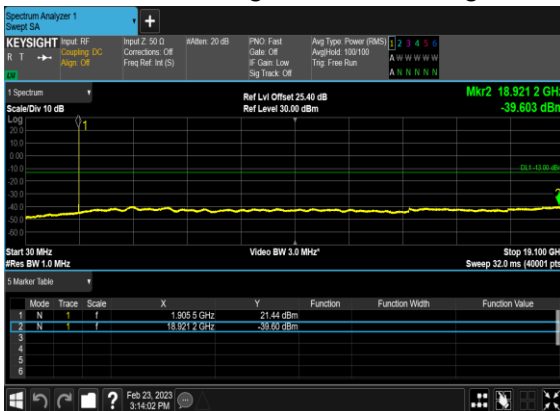 Spectrum Analyzer 1
Swept SA
KEYSIGHT
R T
LV
Input: RF
Coupling: DC
Align: Off
Input Z: 50 Ω
Corrections: Off
Freq Ref: Int (S)
#Atten: 20 dB
PNO: Fast
Gate: Off
IF Gain: Low
Sig Track: Off
Avg Type: Power (RMS)
Avg|Hold: 100/100
Trig: Free Run
1 2 3 4 5 6
A W W W W W
A N N N N N
1 Spectrum
Scale/Div 10 dB
Log
Ref Lvl Offset 25.40 dB
Ref Level 30.00 dBm
Mkr2 18.921 2 GHz
-39.603 dBm
20.0
10.0
0.00
-10.0
-20.0
-30.0
-40.0
-50.0
-60.0
1
DL1 -13.00 dBm
Start 30 MHz
#Res BW 1.0 MHz
Video BW 3.0 MHz*
Stop 19.100 GHz
Sweep 32.0 ms (40001 pts)
5 Marker Table
Mode Trace Scale X Y Function Function Width Function Value
1 N 1 f 1.905 5 GHz 21.44 dBm
2 N 1 f 18.921 2 GHz -39.60 dBm
3
4
5
6
?
Feb 23, 2023
3:14:02 PM